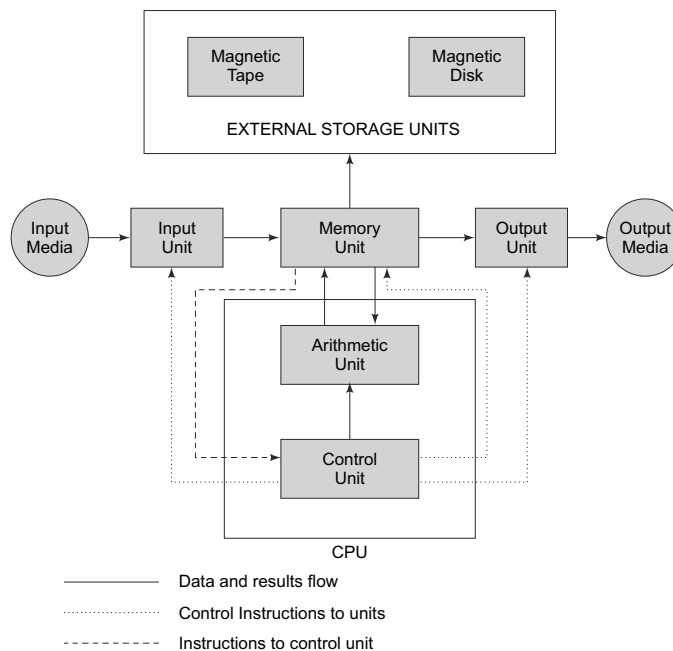 Magnetic
Tape
Magnetic
Disk
EXTERNAL STORAGE UNITS
Input
Media
Input
Unit
Memory
Unit
Output
Unit
Output
Media
Arithmetic
Unit
Control
Unit
CPU
Data and results flow
Control Instructions to units
Instructions to control unit